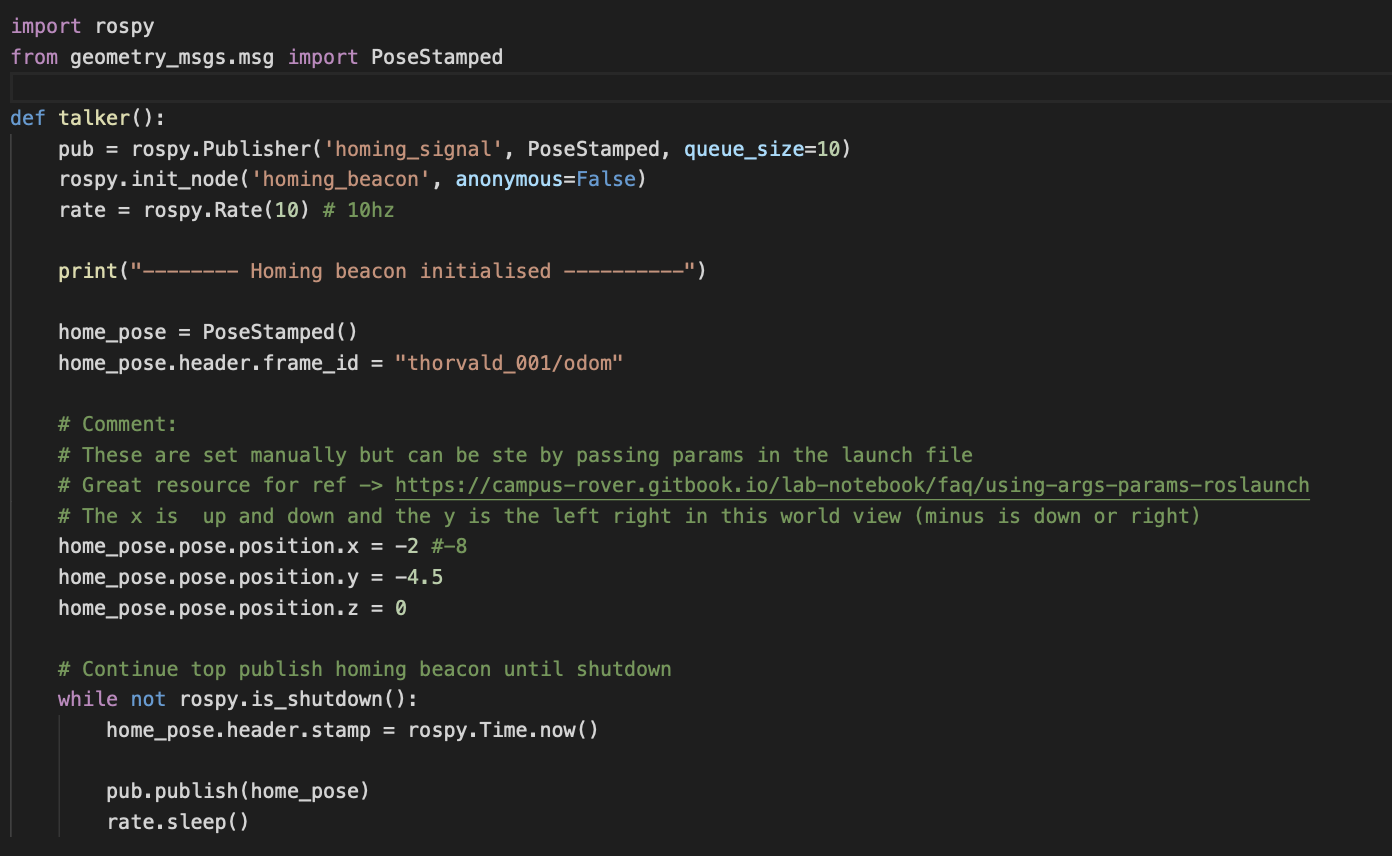 import rospy
from geometry_msgs.msg import PoseStamped
def talker():
pub = rospy.Publisher('homing_signal', PoseStamped, queue_size=10)
rospy.init_node('homing_beacon', anonymous=False)
rate = rospy.Rate(10) # 10hz
print("-------- Homing beacon initialised ----------")
home_pose = PoseStamped()
home_pose.header.frame_id = "thorvald_001/odom"
# Comment:
# These are set manually but can be ste by passing params in the launch file
# Great resource for ref -> https://campus-rover.gitbook.io/lab-notebook/faq/using-args-params-roslaunch
# The x is  up and down and the y is the left right in this world view (minus is down or right)
home_pose.pose.position.x = -2 #-8
home_pose.pose.position.y = -4.5
home_pose.pose.position.z = 0
# Continue top publish homing beacon until shutdown
while not rospy.is_shutdown():
home_pose.header.stamp = rospy.Time.now()
pub.publish(home_pose)
rate.sleep()